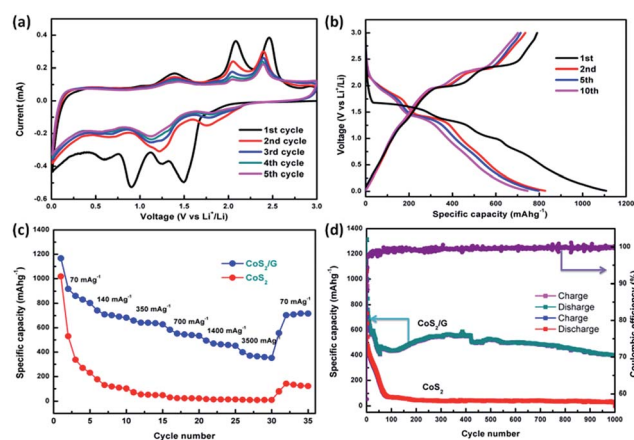 (a)
0.4
0.2
0.0
-0.2
-0.4
-0.6
Current (mA)
1st cycle
2nd cycle
3rd cycle
4th cycle
5th cycle
0.0 0.5 1.0 1.5 2.0 2.5 3.0
Voltage (V vs Li⁺/Li)
(b)
3.0
2.5
2.0
1.5
1.0
0.5
0.0
Voltage (V vs Li/Li)
1st
2nd
5th
10th
0 200 400 600 800 1000 1200
Specific capacity (mAhg⁻¹)
(c)
1400
1200
1000
800
600
400
200
0
Specific capacity (mAhg⁻¹)
CoS₂/G
CoS₂
70 mAg⁻¹
140 mAg⁻¹
350 mAg⁻¹
700 mAg⁻¹
1400 mAg⁻¹
3500 mAg⁻¹
70 mAg⁻¹
0 5 10 15 20 25 30 35
Cycle number
(d)
1400
1200
1000
800
600
400
200
0
Specific capacity (mAhg⁻¹)
Charge
Disharge
Charge
Discharge
CoS₂/G
CoS₂
100
90
80
70
60
0 100 200 300 400 500 600 700 800 900 1000
Cycle number